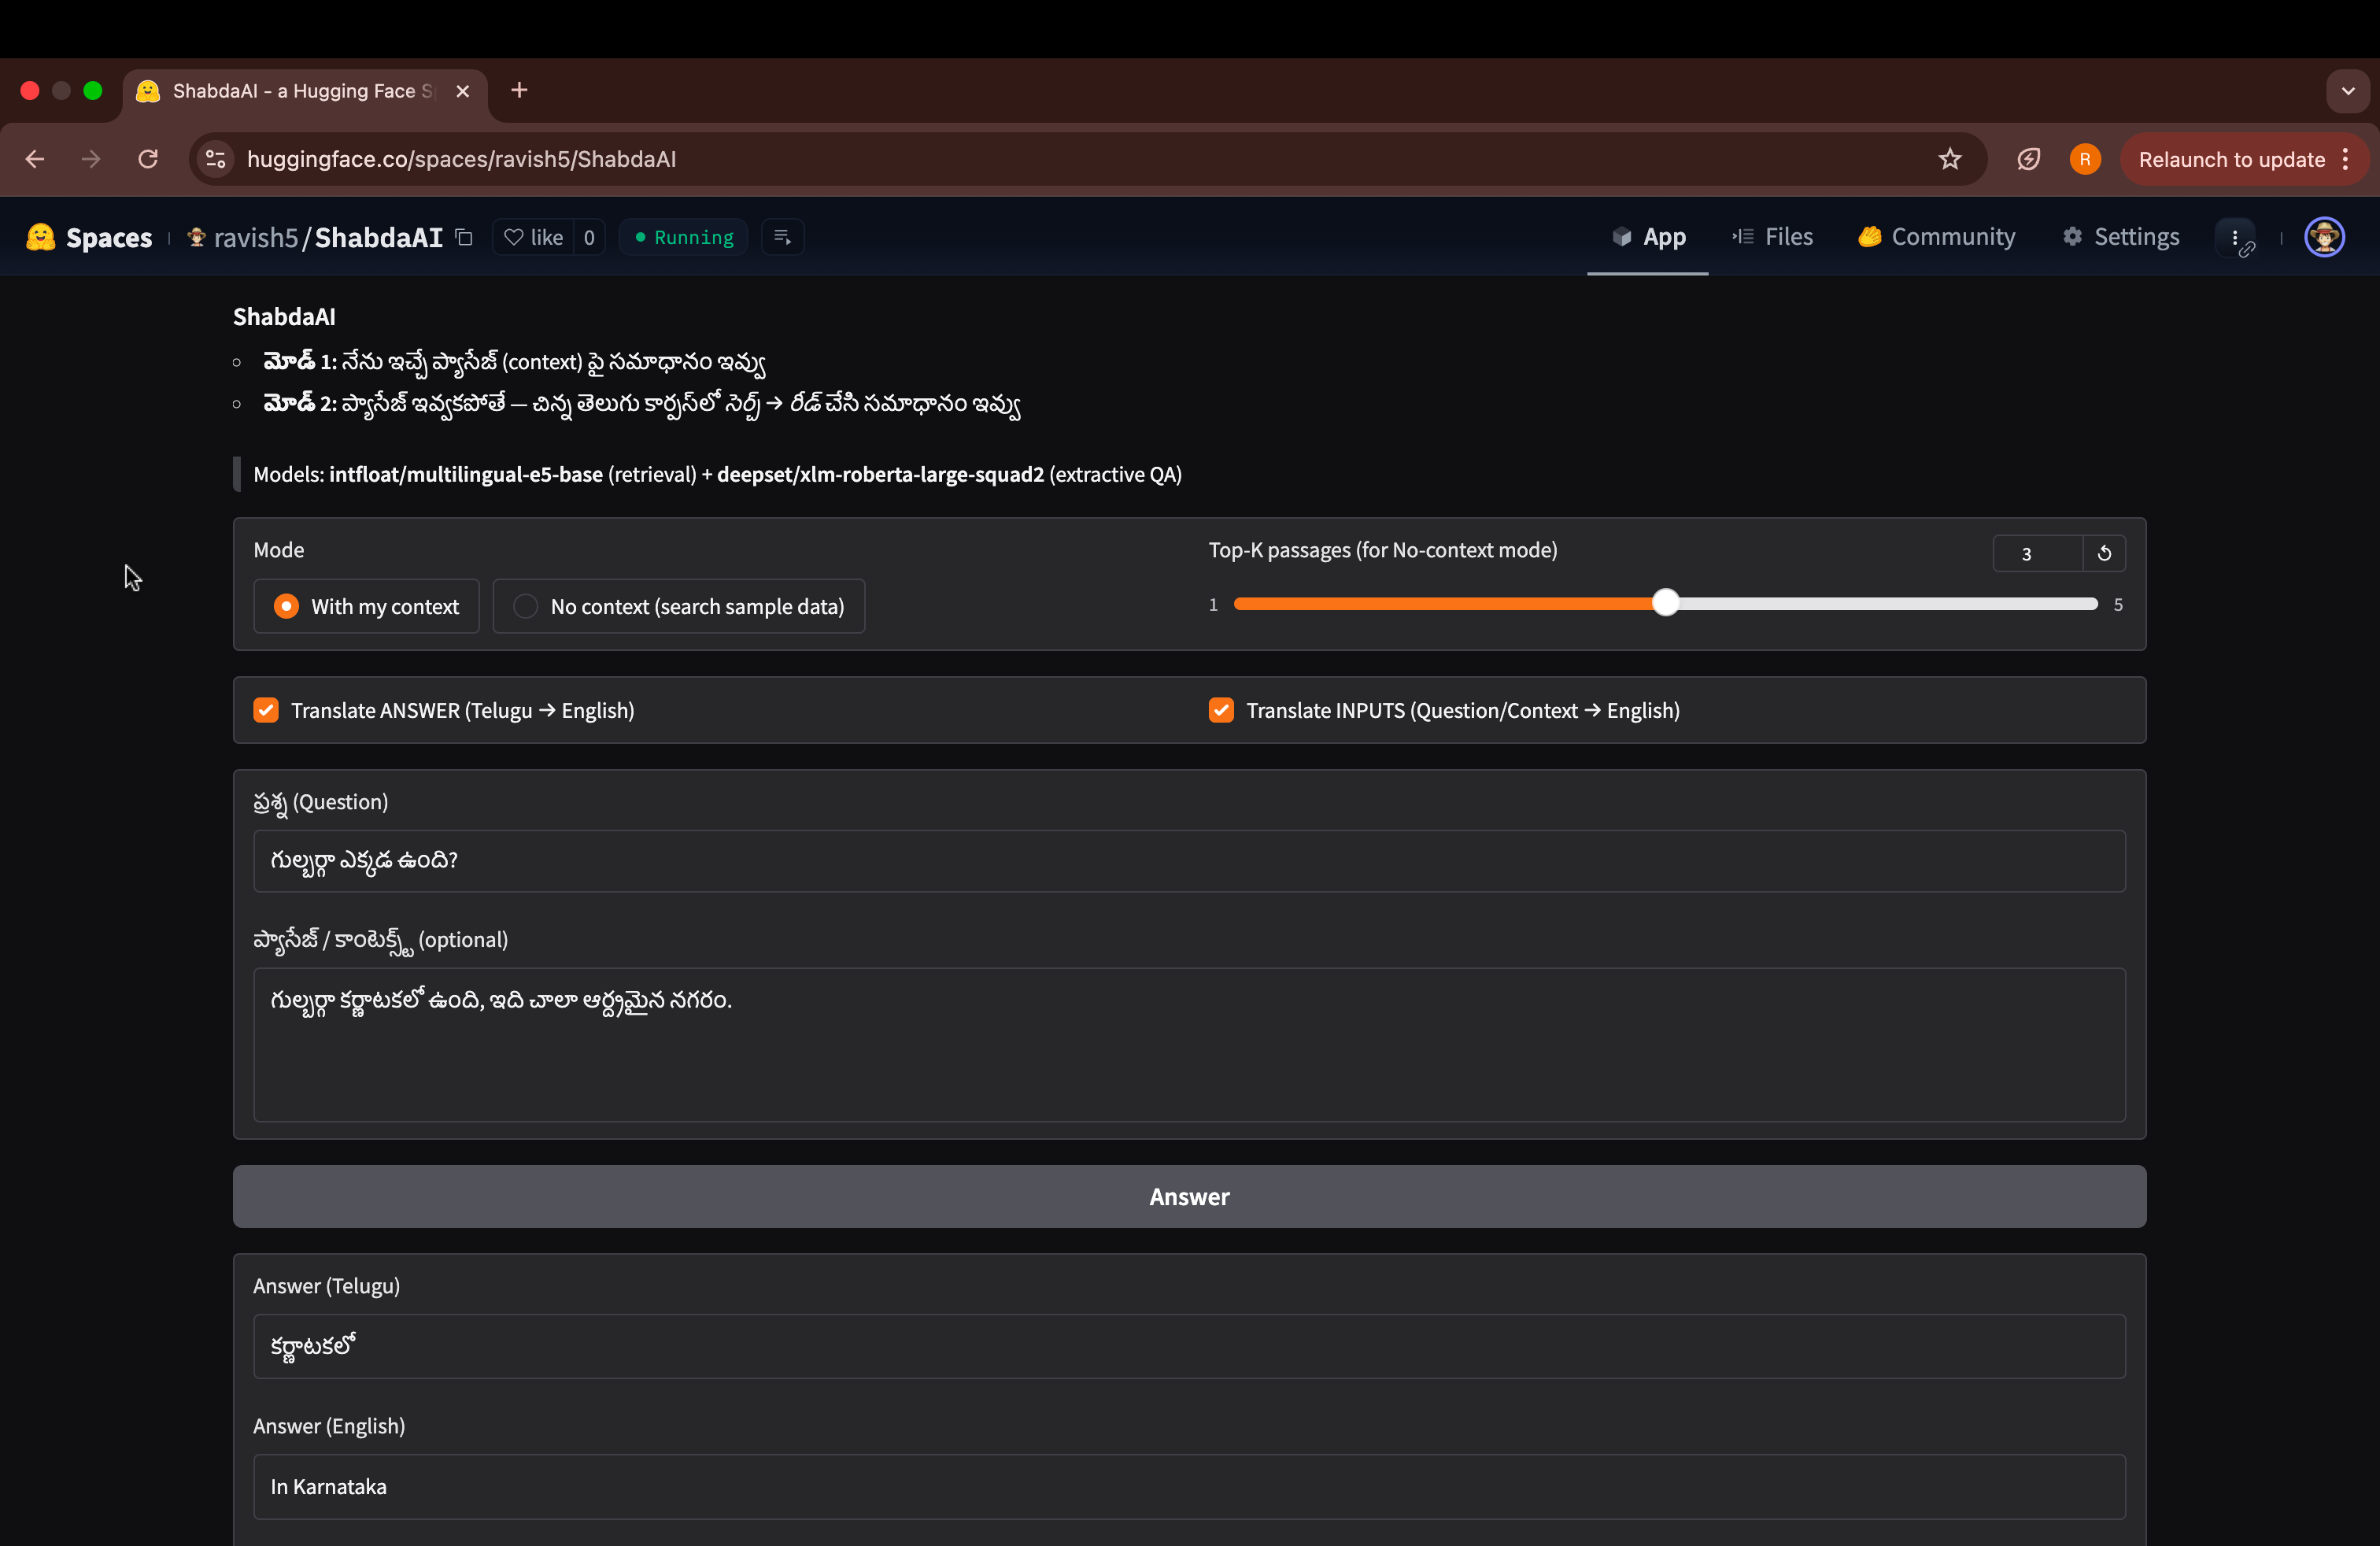 ShabdaAI - a Hugging Face S
huggingface.co/spaces/ravish5/ShabdaAI
R
Relaunch to update
Spaces ravish5/ShabdaAI like 0 Running
App Files Community Settings
ShabdaAI
మోడ్ 1: నేను ఇచ్చే ప్యాసేజ్ (context) పై సమాధానం ఇవ్వు
మోడ్ 2: ప్యాసేజ్ ఇవ్వకపోతే — చిన్న తెలుగు కార్పస్‌లో సెర్చ్ → రీడ్ చేసి సమాధానం ఇవ్వు
Models: intfloat/multilingual-e5-base (retrieval) + deepset/xlm-roberta-large-squad2 (extractive QA)
Mode
With my context No context (search sample data)
Top-K passages (for No-context mode) 3
1 5
Translate ANSWER (Telugu → English)
Translate INPUTS (Question/Context → English)
ప్రశ్న (Question)
గుల్బర్గా ఎక్కడ ఉంది?
ప్యాసేజ్ / కాంటెక్స్ట్ (optional)
గుల్బర్గా కర్ణాటకలో ఉంది, ఇది చాలా ఆర్ద్రమైన నగరం.
Answer
Answer (Telugu)
కర్ణాటకలో
Answer (English)
In Karnataka